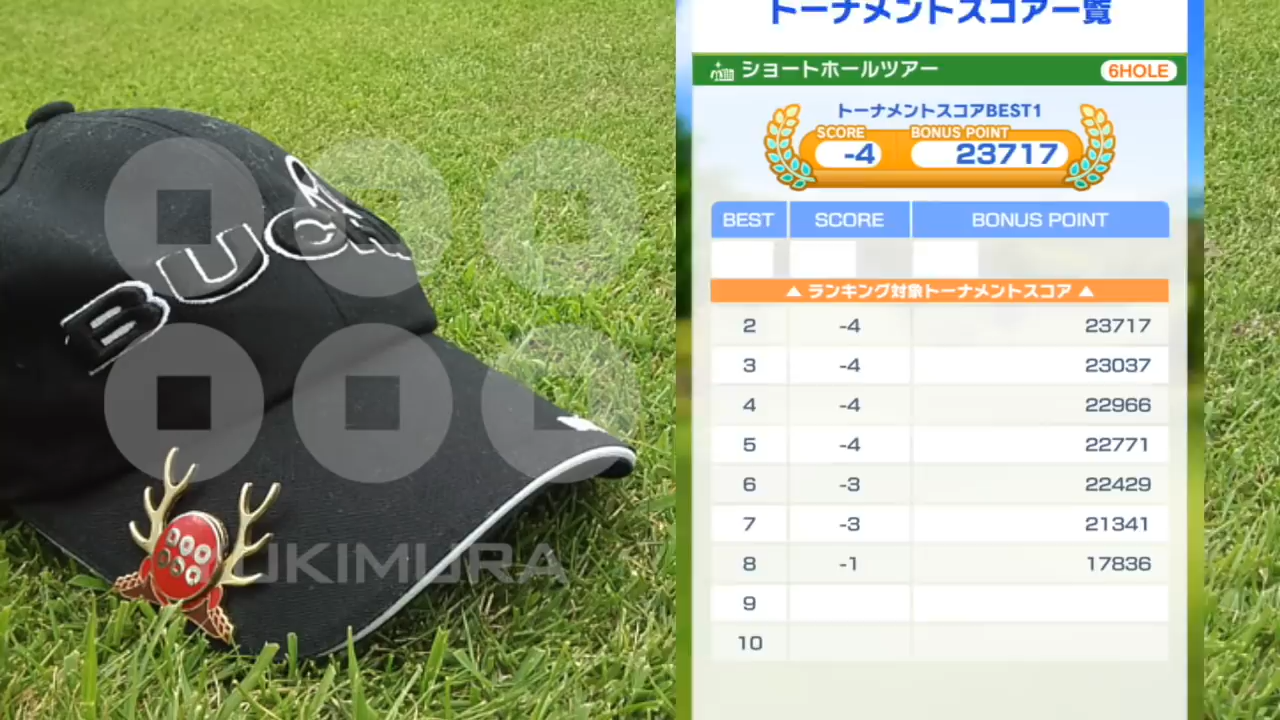 BUCK
YUKIMURA
トーナメントスコア一覧
ショートホールツアー
6HOLE
トーナメントスコアBEST1
SCORE BONUS POINT
-4 23717
BEST SCORE BONUS POINT
▲ ランキング対象トーナメントスコア ▲
2 -4 23717
3 -4 23037
4 -4 22966
5 -4 22771
6 -3 22429
7 -3 21341
8 -1 17836
9
10